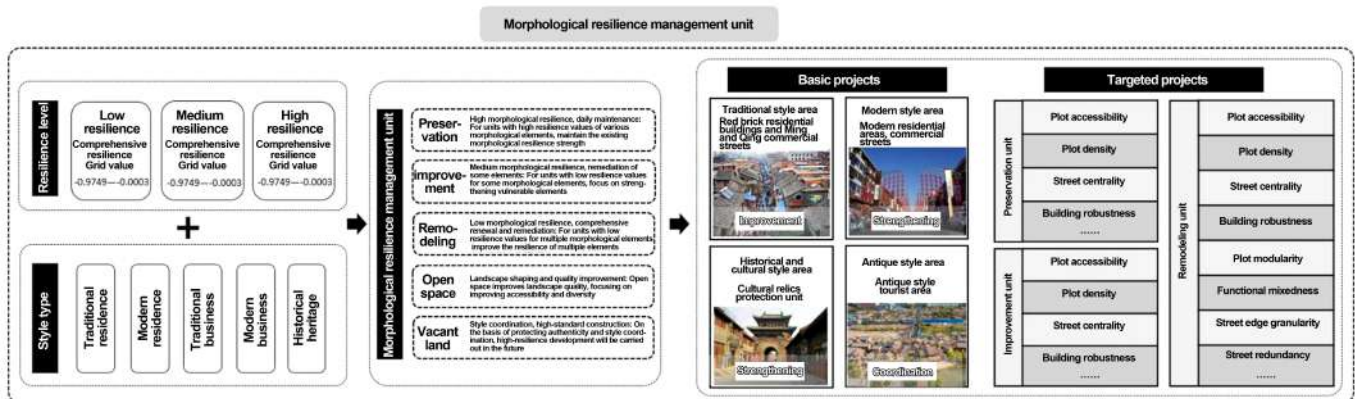 Morphological resilience management unit
Resilience level
Low
resilience
Comprehensive
resilience
Grid value
-0.9749—-0.0003
Medium
resilience
Comprehensive
resilience
Grid value
-0.9749—-0.0003
High
resilience
Comprehensive
resilience
Grid value
-0.9749—-0.0003
+
Style type
Traditional
residence
Modern
residence
Traditional
business
Modern
business
Historical
heritage
Morphological resilience management unit
Preser-
vation
High morphological resilience, daily maintenance:
For units with high resilience values of various
morphological elements, maintain the existing
morphological resilience strength
improve-
ment
Medium morphological resilience, remediation of
some elements: For units with low resilience values
for some morphological elements, focus on streng-
thening vulnerable elements
Remo-
deling
Low morphological resilience, comprehensive
renewal and remediation: For units with low
resilience values for multiple morphological elements
improve the resilience of multiple elements
Open
space
Landscape shaping and quality improvement: Open
space improves landscape quality, focusing on
improving accessibility and diversity
Vacant
land
Style coordination, high-standard construction: On
the basis of protecting authenticity and style coor-
dination, high-resilience development will be carried
out in the future
Basic projects
Traditional style area
Red brick residential
buildings and Ming
and Qing commercial
streets
Improvement
Modern style area
Modern residential
areas, commercial
streets
Strengthening
Historical and
cultural style area
Cultural relics
protection unit
Strengthening
Antique style area
Antique style
tourist area
Coordination
Targeted projects
Preservation unit
Plot accessibility
Plot density
Street centrality
Building robustness
......
Improvement unit
Plot accessibility
Plot density
Street centrality
Building robustness
......
Remodeling unit
Plot accessibility
Plot density
Street centrality
Building robustness
Plot modularity
Functional mixedness
Street edge granularity
Street redundancy
......